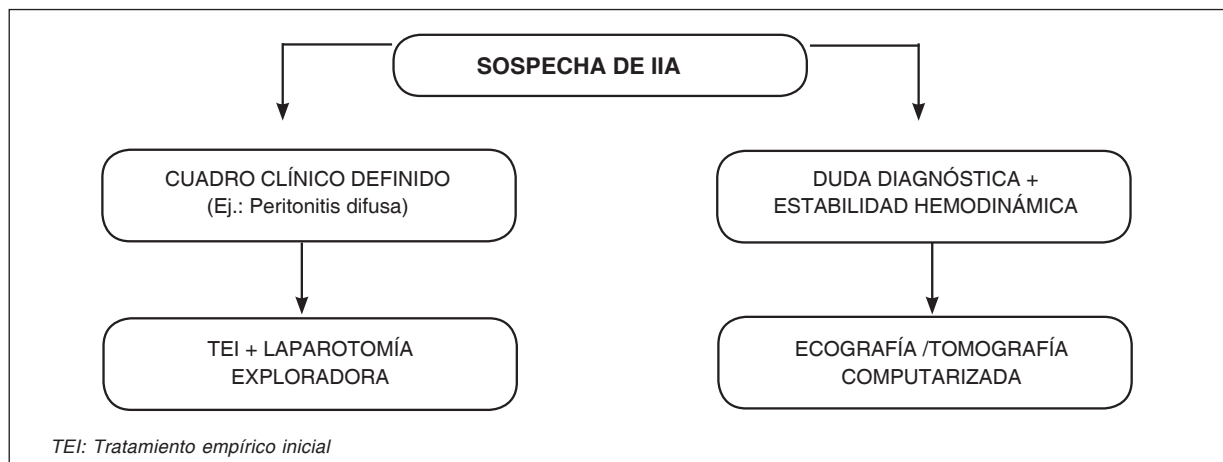 SOSPECHA DE IIA
CUADRO CLÍNICO DEFINIDO
(Ej.: Peritonitis difusa)
DUDA DIAGNÓSTICA +
ESTABILIDAD HEMODINÁMICA
TEI + LAPAROTOMÍA
EXPLORADORA
ECOGRAFÍA /TOMOGRAFÍA
COMPUTARIZADA
TEI: Tratamiento empírico inicial